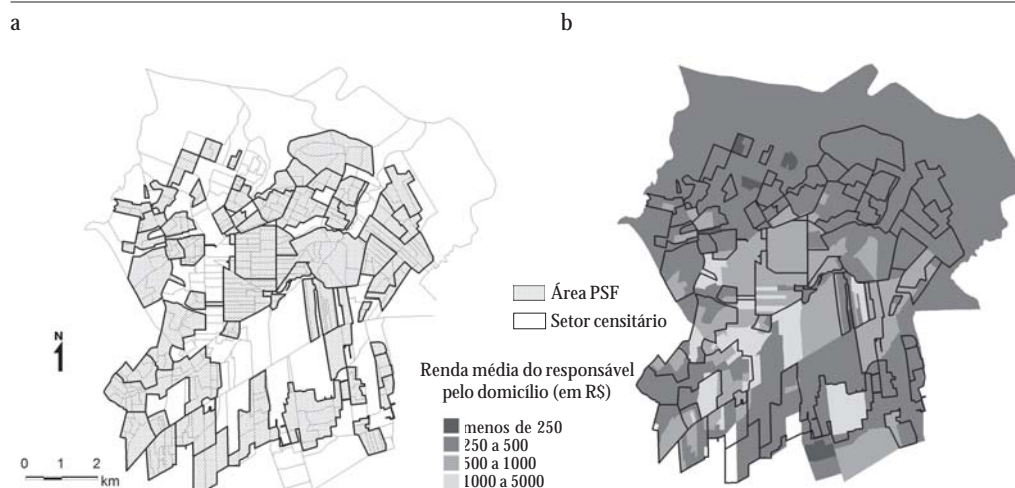 a
b
Área PSF
Setor censitário
N
Renda média do responsável
pelo domicílio (em R$)
menos de 250
250 a 500
500 a 1000
1000 a 5000
0 1 2
km